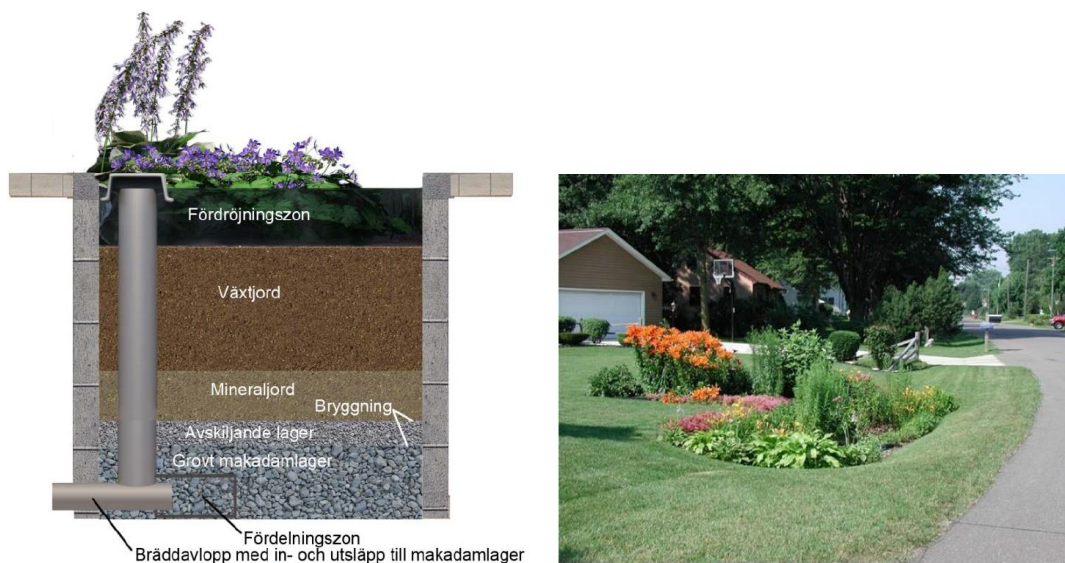 Fördröjningszon
Växtjord
Mineraljord
Bryggning
Avskiljande lager
Grovt makadamlager
Fördelningszon
Bräddavlopp med in- och utsläpp till makadamlager